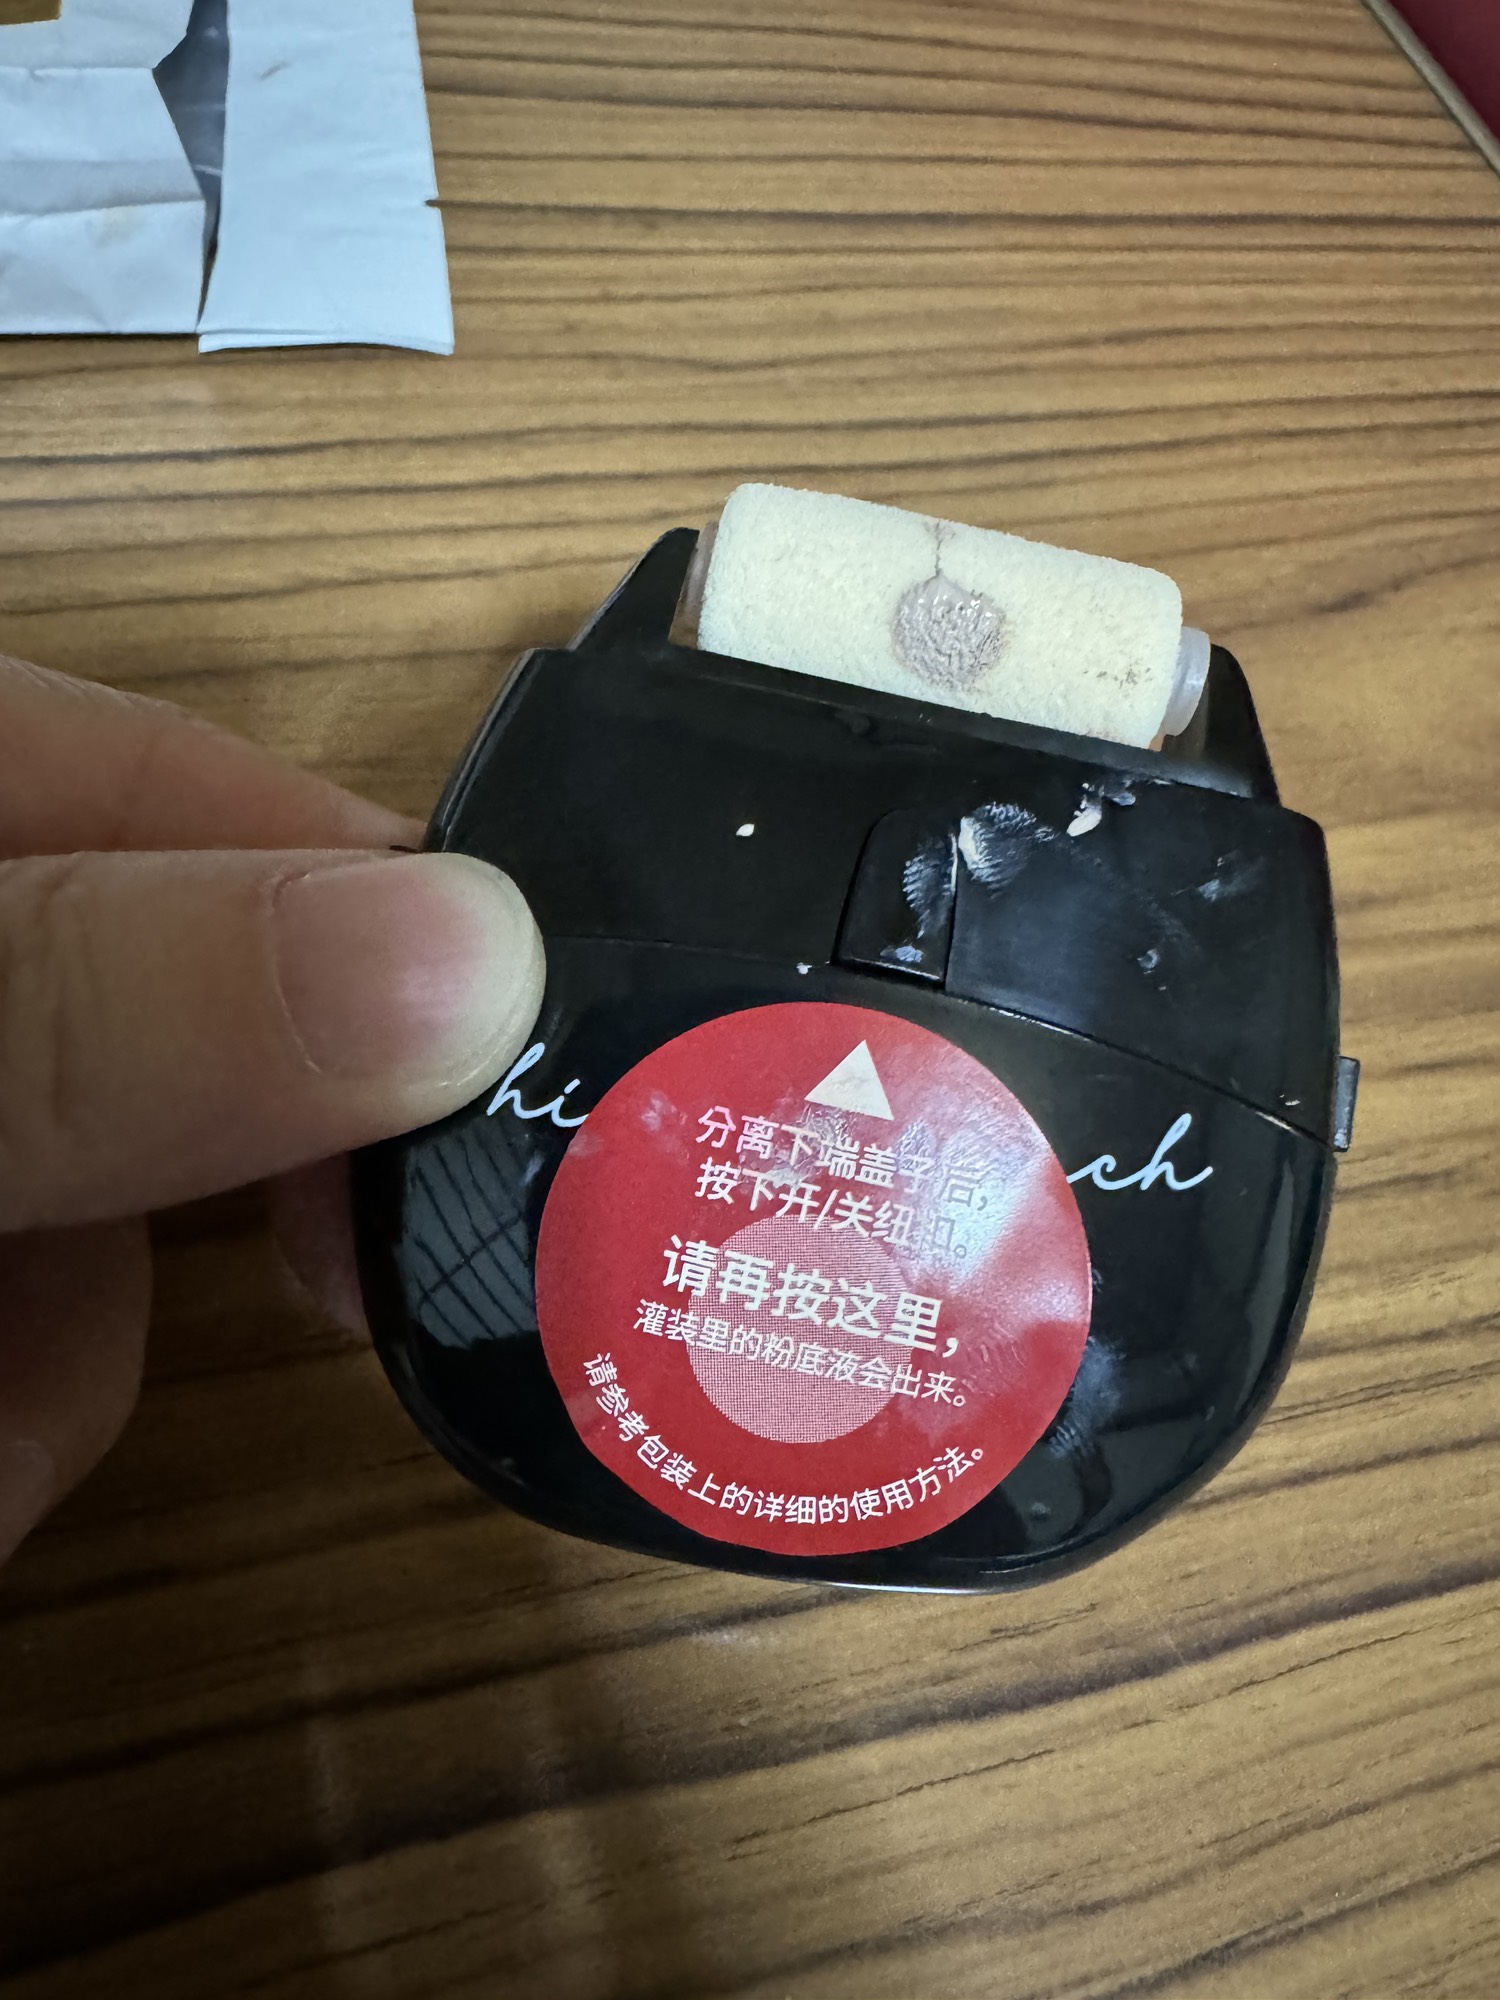 hi
ch
分离下端盖子后,
按下开/关纽扣。
请再按这里,
灌装里的粉底液会出来。
请参考包装上的详细的使用方法。